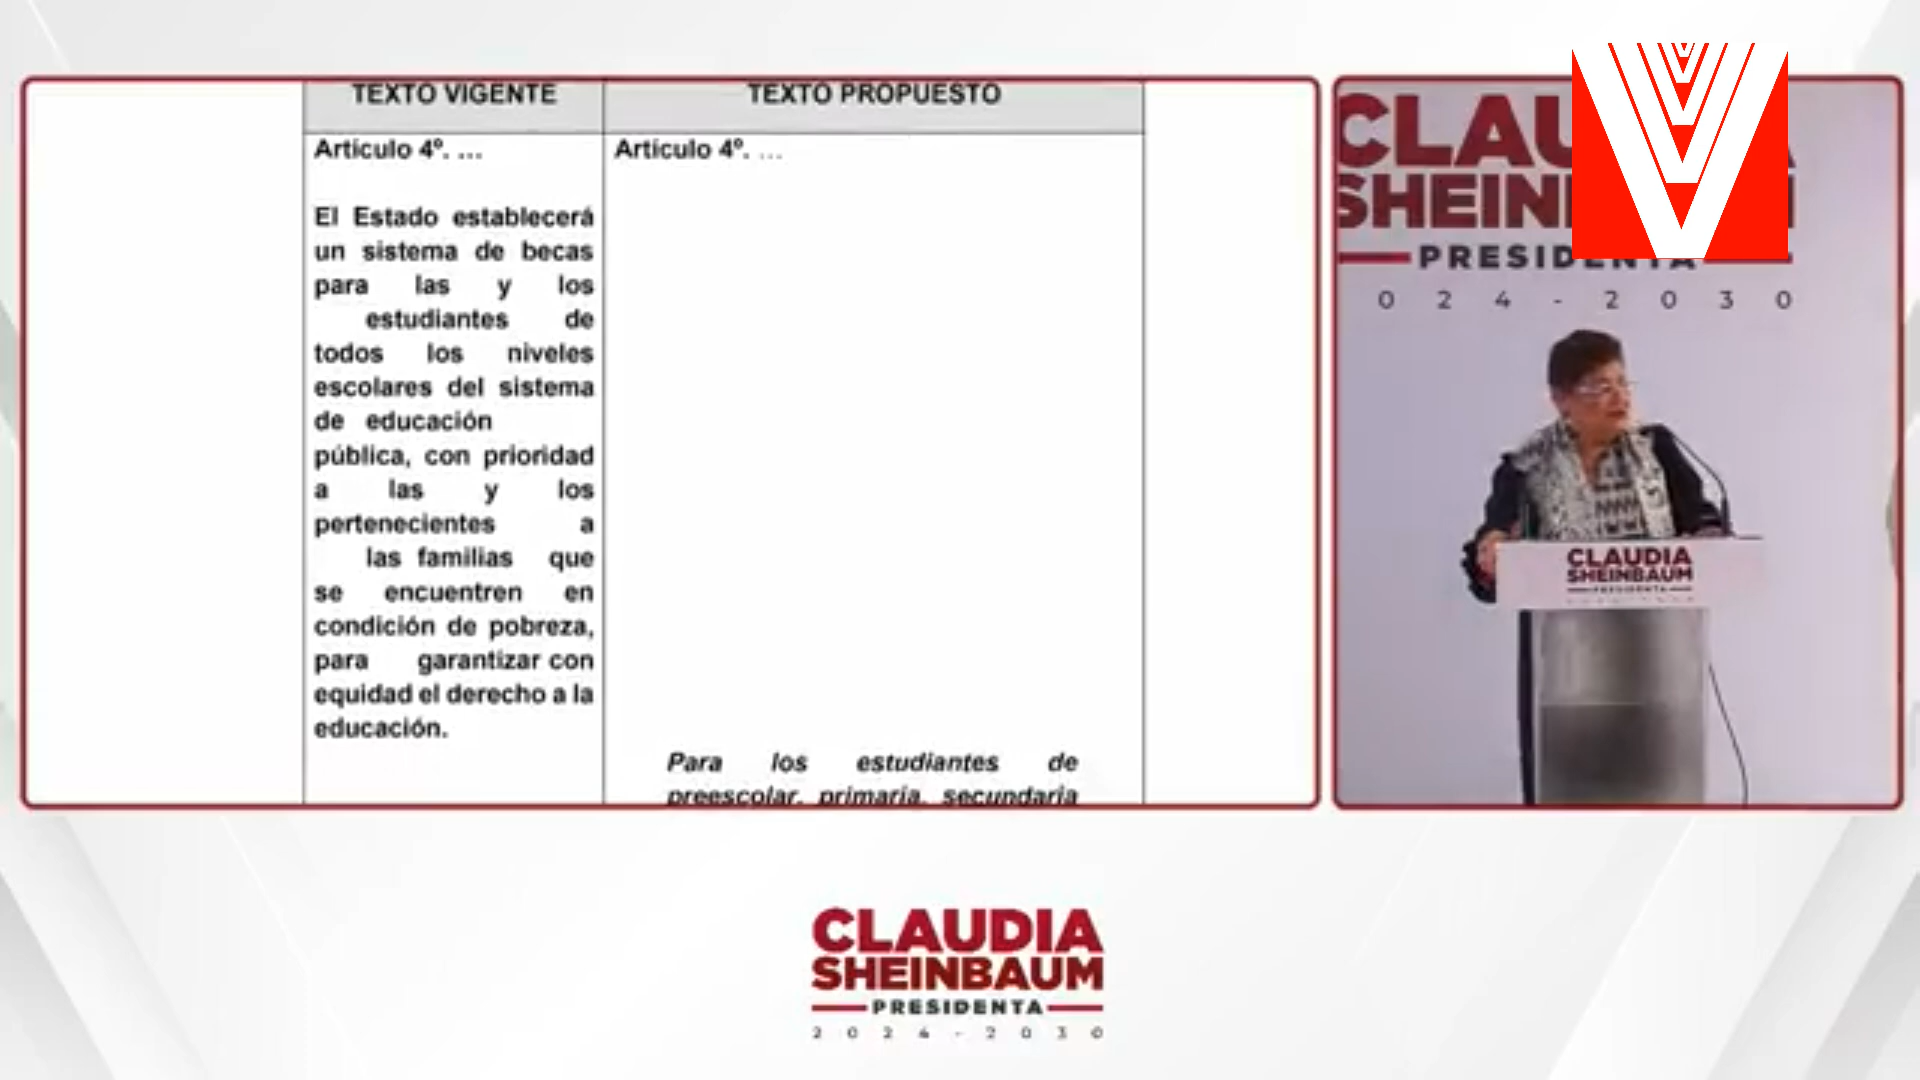 TEXTO VIGENTE
TEXTO PROPUESTO
Artículo 4º. ...
El Estado establecerá
un sistema de becas
para las y los
estudiantes de
todos los niveles
escolares del sistema
de educación
pública, con prioridad
a las y los
pertenecientes a
las familias que
se encuentren en
condición de pobreza,
para garantizar con
equidad el derecho a la
educación.
Artículo 4º. ...
Para los estudiantes de
preescolar, primaria, secundaria
SHEIN
PRESIDENTA
0 2 4 - 2 0 3 0
CLAUDIA
SHEINBAUM
PRESIDENTA
CLAUDIA
SHEINBAUM
PRESIDENTA
2 0 2 4 - 2 0 3 0